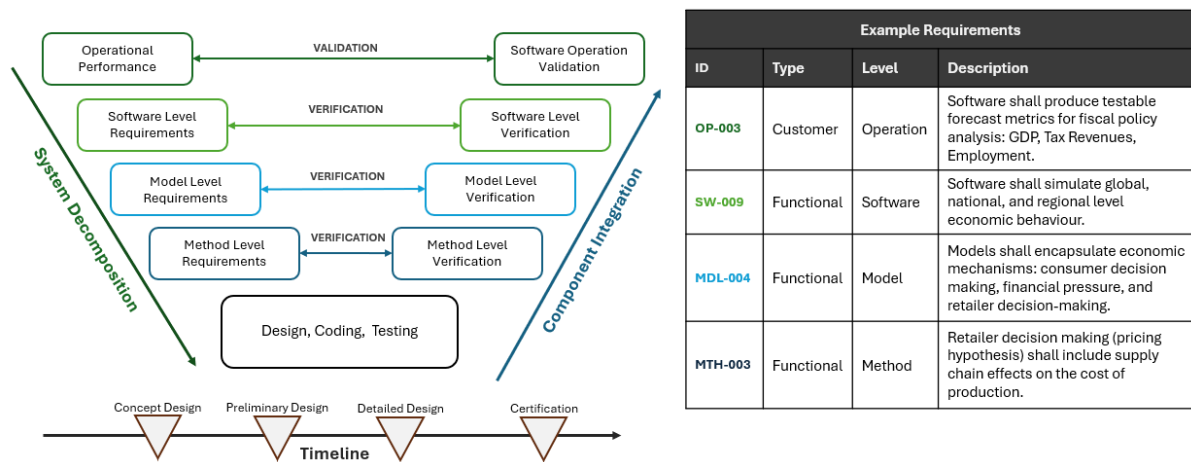 Operational
Performance
VALIDATION
Software Operation
Validation
Software Level
Requirements
VERIFICATION
Software Level
Verification
Model Level
Requirements
VERIFICATION
Model Level
Verification
Method Level
Requirements
VERIFICATION
Method Level
Verification
System Decomposition
Component Integration
Design, Coding, Testing
Concept Design
Preliminary Design
Detailed Design
Certification
Timeline
Example Requirements
ID Type Level Description
OP-003 Customer Operation
Software shall produce testable
forecast metrics for fiscal policy
analysis: GDP, Tax Revenues,
Employment.
SW-009 Functional Software
Software shall simulate global,
national, and regional level
economic behaviour.
MDL-004 Functional Model
Models shall encapsulate economic
mechanisms: consumer decision
making, financial pressure, and
retailer decision-making.
MTH-003 Functional Method
Retailer decision making (pricing
hypothesis) shall include supply
chain effects on the cost of
production.